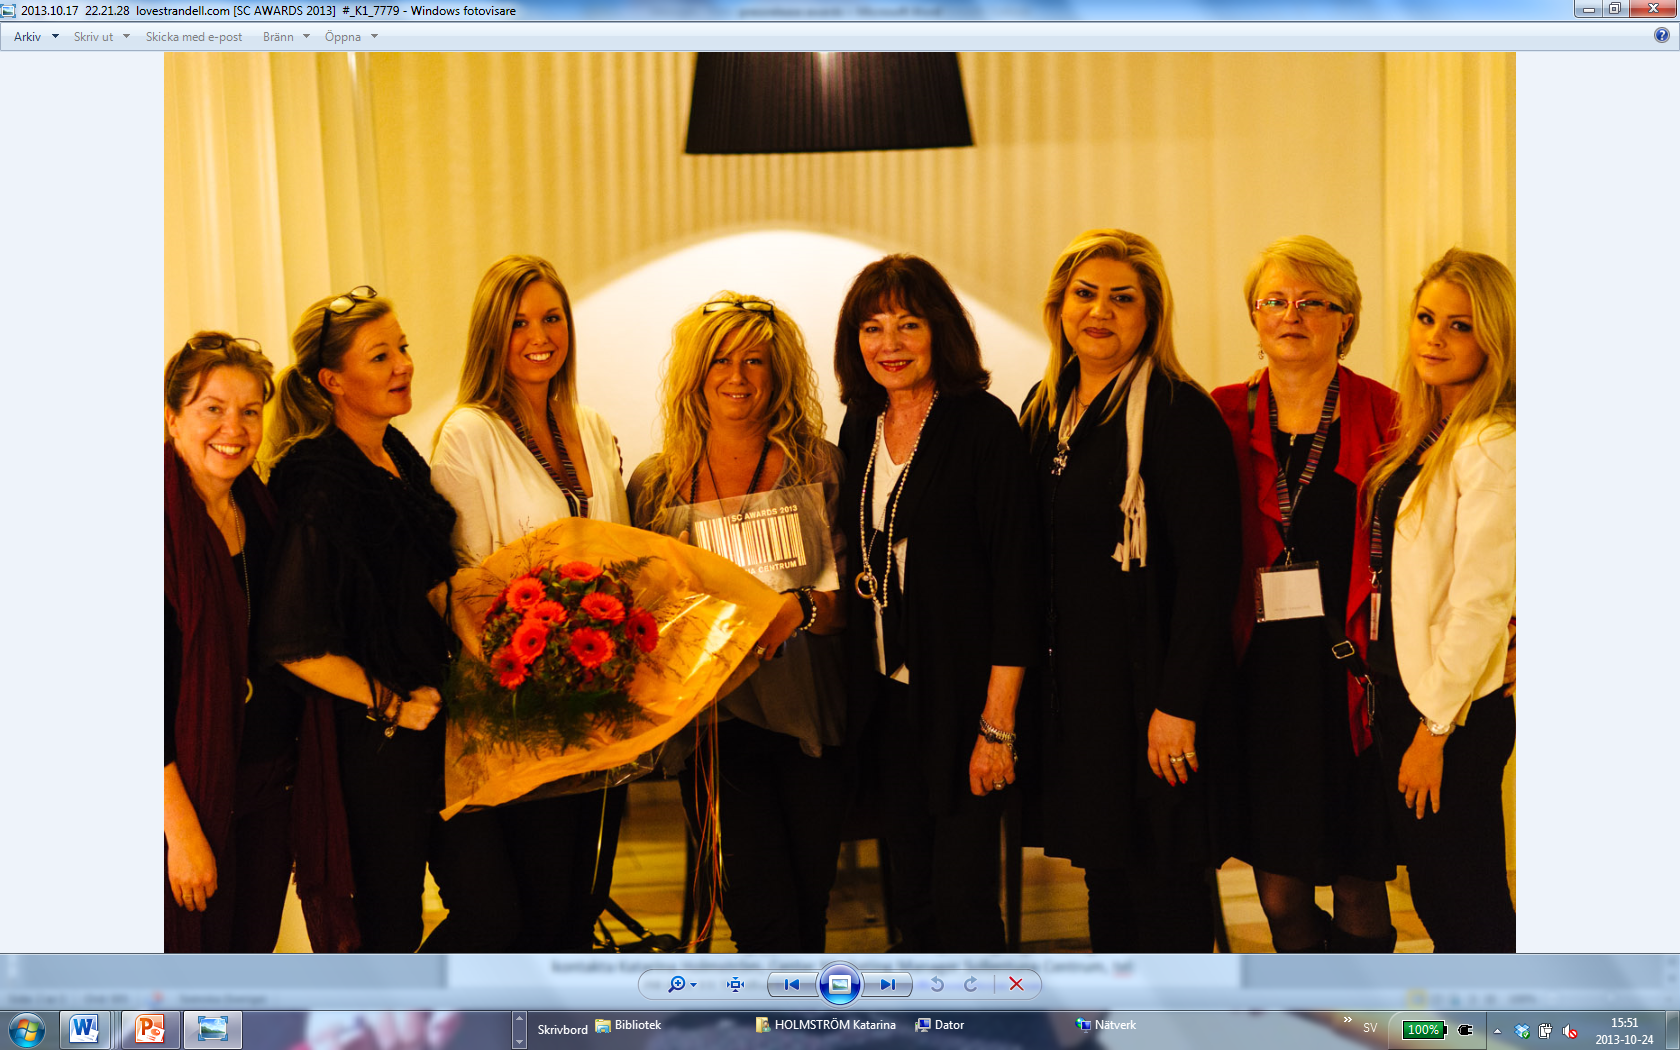 2013.10.17 22.21.28 lovestrandell.com [SC AWARDS 2013] #_K1_7779 - Windows fotovisare
Arkiv Skriv ut Skicka med e-post Bränn Öppna
SC AWARDS 2013
CENTRUM
Skrivbord Bibliotek HOLMSTRÖM Katarina Dator Nätverk » SV 100% 15:51
2013-10-24